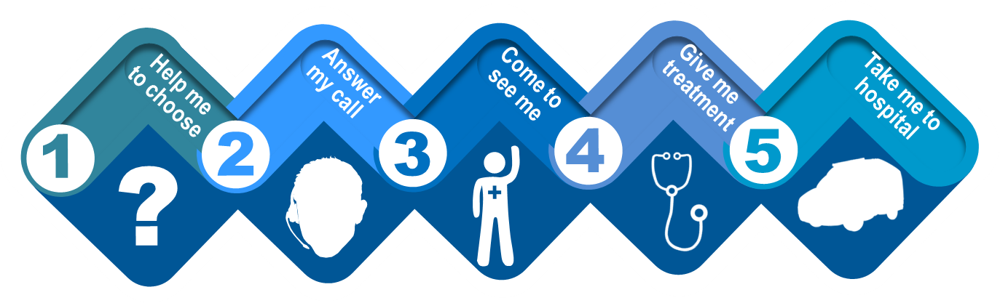 1
Help me
to choose
?
2
Answer
my call
3
Come to
see me
4
Give me
treatment
5
Take me to
hospital